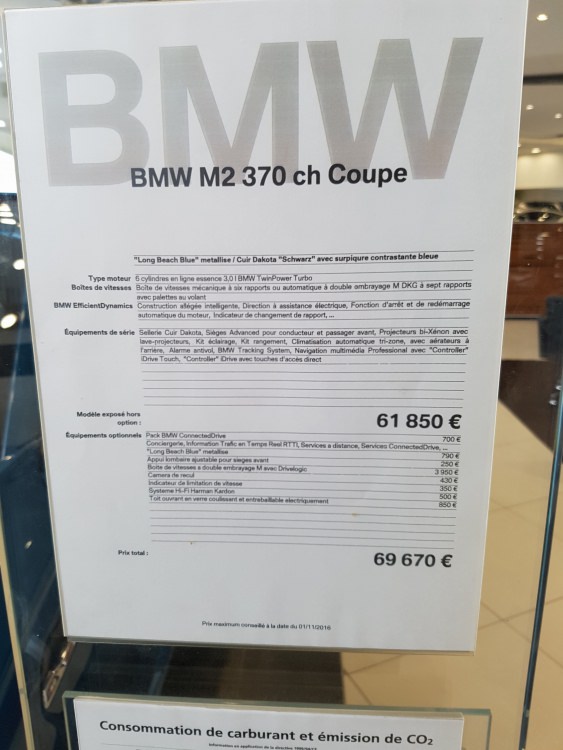 BMW
BMW M2 370 ch Coupe
"Long Beach Blue" metallise / Cuir Dakota "Schwarz" avec surpiqure contrastante bleue
Type moteur 6 cylindres en ligne essence 3,0 l BMW TwinPower Turbo
Boîtes de vitesses Boîte de vitesses mécanique à six rapports ou automatique à double embrayage M DKG à sept rapports
avec palettes au volant
BMW EfficientDynamics Construction allégée intelligente, Direction à assistance électrique, Fonction d'arrêt et de redémarrage
automatique du moteur, Indicateur de changement de rapport, ...
Équipements de série Sellerie Cuir Dakota, Sièges Advanced pour conducteur et passager avant, Projecteurs bi-Xénon avec
lave-projecteurs, Kit éclairage, Kit rangement, Climatisation automatique tri-zone, avec aérateurs à
l'arrière, Alarme antivol, BMW Tracking System, Navigation multimédia Professional avec "Controller"
iDrive Touch, "Controller" iDrive avec touches d'accès direct
Modèle exposé hors
option : 61 850 €
Équipements optionnels Pack BMW ConnectedDrive 700 €
Conciergerie, Information Trafic en Temps Réel RTTI, Services a distance, Services ConnectedDrive, ...
"Long Beach Blue" metallise 790 €
Appui lombaire ajustable pour sieges avant 250 €
Boite de vitesses a double embrayage M avec Drivelogic 3 950 €
Camera de recul 430 €
Indicateur de limitation de vitesse 350 €
Systeme Hi-Fi Harman Kardon 500 €
Toit ouvrant en verre coulissant et entrebaillable electriquement 850 €
Prix total : 69 670 €
Prix maximum conseillé à la date du 01/11/2016
Consommation de carburant et émission de CO₂